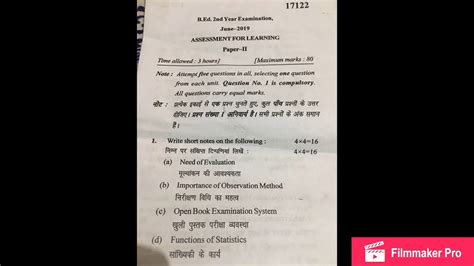 17122
B.Ed. 2nd Year Examination,
June-2019
ASSESSMENT FOR LEARNING
Paper-II
Time allowed : 3 hours] [Maximum marks : 80
Note : Attempt five questions in all, selecting one question
from each unit. Question No. 1 is compulsory.
All questions carry equal marks.
नोट : प्रत्येक इकाई से एक प्रश्न चुनते हुए, कुल पाँच प्रश्नों के उत्तर
दीजिए। प्रश्न संख्या 1 अनिवार्य है। सभी प्रश्नों के अंक समान
हैं।
1. Write short notes on the following : 4×4=16
निम्न पर संक्षिप्त टिप्पणियां लिखें : 4×4=16
(a) Need of Evaluation
मूल्यांकन की आवश्यकता
(b) Importance of Observation Method
निरीक्षण विधि का महत्व
(c) Open Book Examination System
खुली पुस्तक परीक्षा व्यवस्था
(d) Functions of Statistics
सांख्यिकी के कार्य
Filmmaker Pro